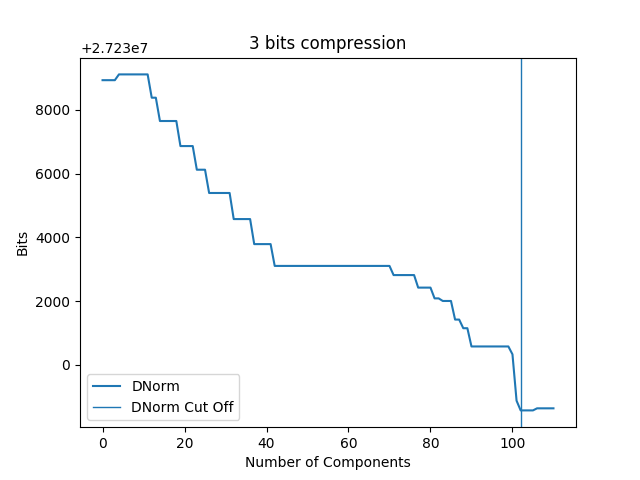 3 bits compression
+2.723e7
8000
6000
4000
2000
0
Bits
DNorm
DNorm Cut Off
0 20 40 60 80 100
Number of Components